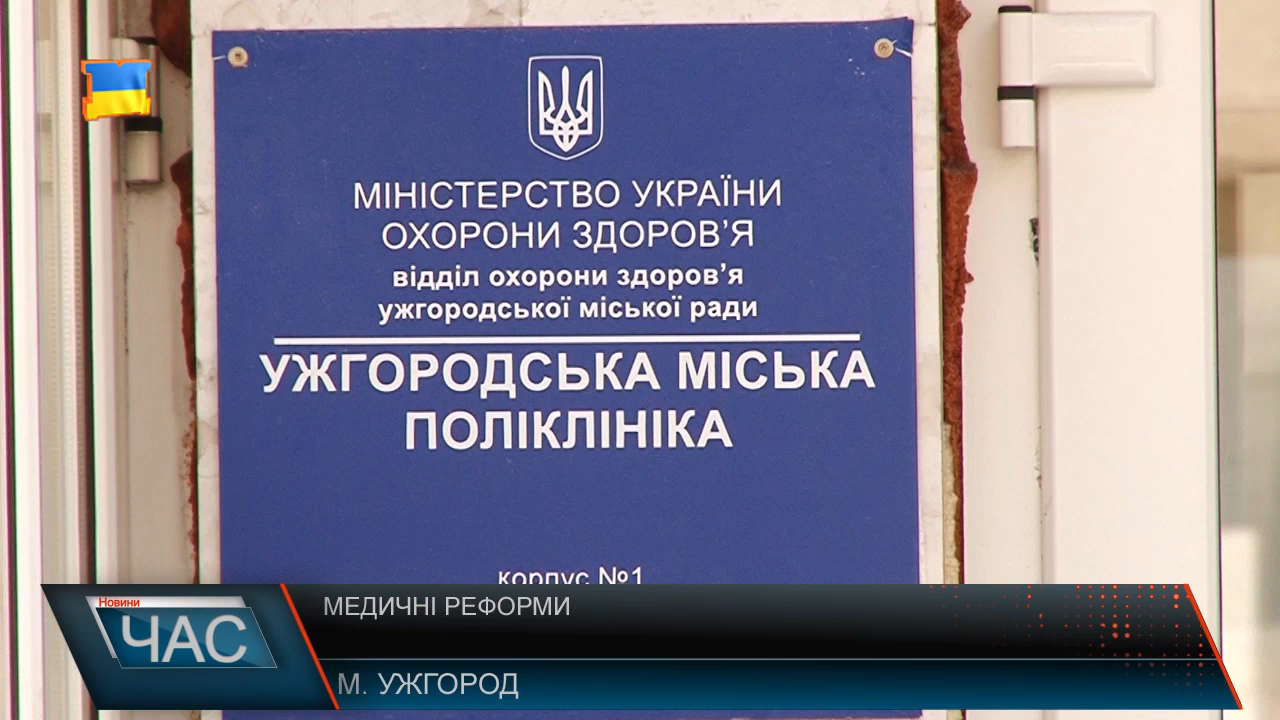 МІНІСТЕРСТВО УКРАЇНИ
ОХОРОНИ ЗДОРОВ’Я
відділ охорони здоров’я
ужгородської міської ради
УЖГОРОДСЬКА МІСЬКА
ПОЛІКЛІНІКА
корпус №1
Новини
ЧАС
МЕДИЧНІ РЕФОРМИ
М. УЖГОРОД